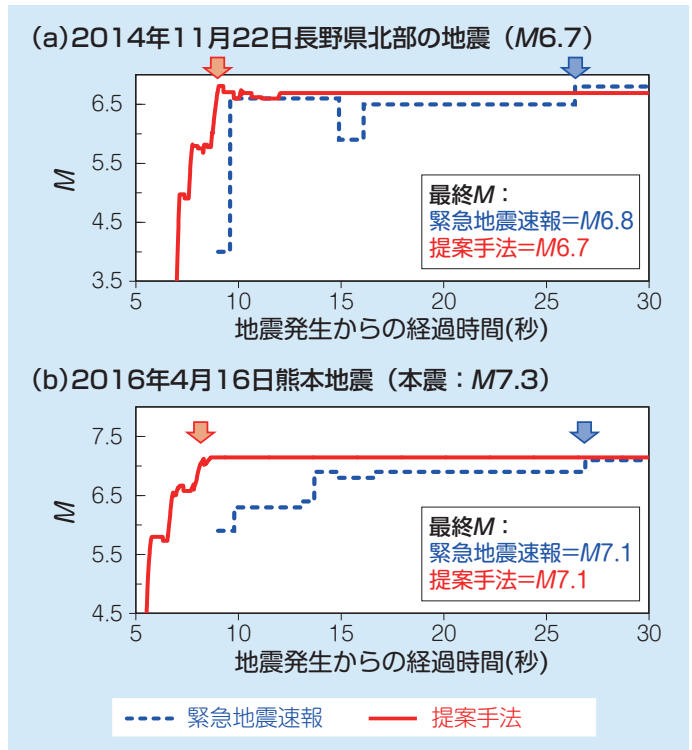 (a)2014年11月22日長野県北部の地震（M6.7）
6.5
5.5
4.5
3.5
M
最終M：
緊急地震速報=M6.8
提案手法=M6.7
5 10 15 20 25 30
地震発生からの経過時間(秒)
(b)2016年4月16日熊本地震（本震：M7.3）
7.5
6.5
5.5
4.5
M
最終M：
緊急地震速報=M7.1
提案手法=M7.1
5 10 15 20 25 30
地震発生からの経過時間(秒)
緊急地震速報 提案手法